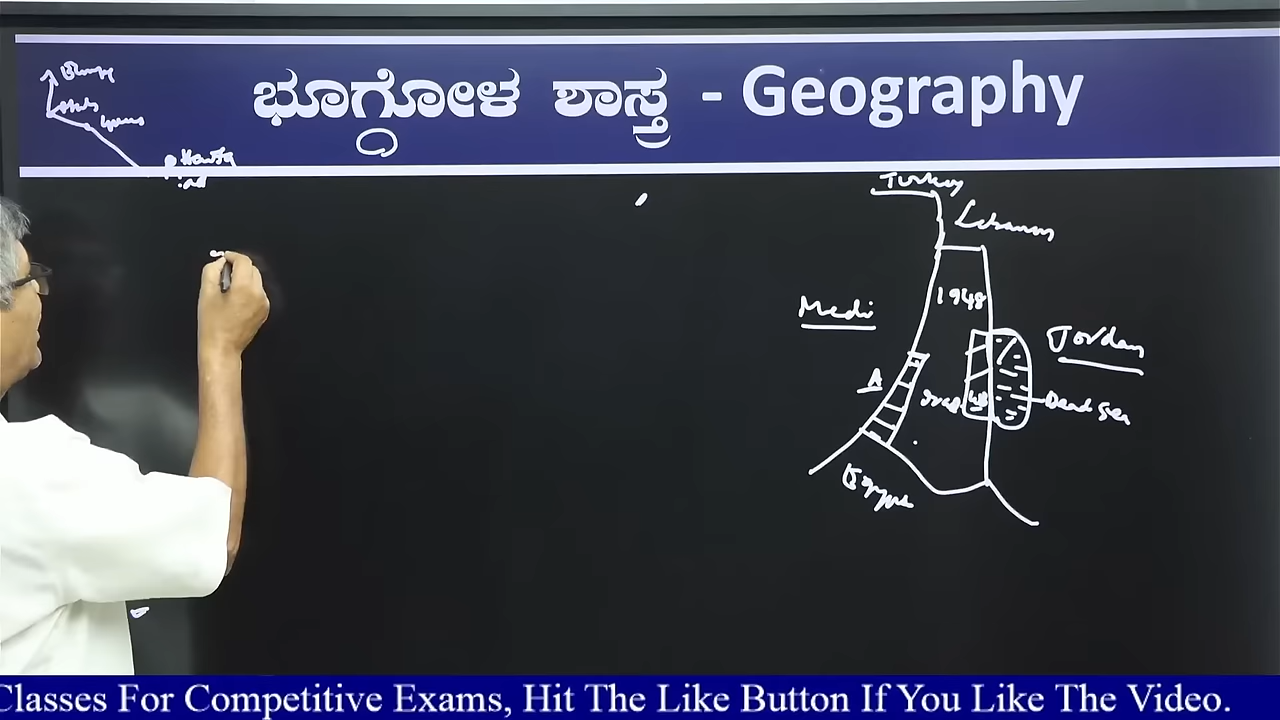 ಭೂಗ್ಗೋಳ ಶಾಸ್ತ್ರ - Geography
Turkey
Lebanon
1948
Medi
Jordan
A
WB
Dead Sea
Egypt
Classes For Competitive Exams, Hit The Like Button If You Like The Video.